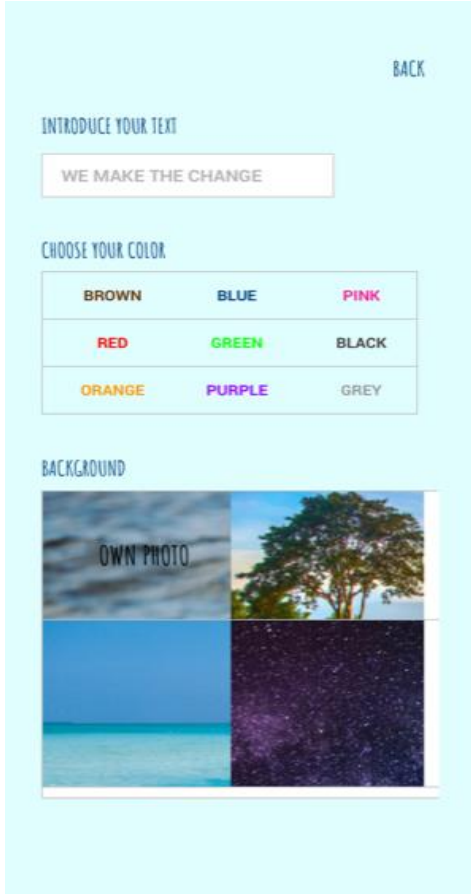 BACK
INTRODUCE YOUR TEXT
WE MAKE THE CHANGE
CHOOSE YOUR COLOR
BROWN BLUE PINK
RED GREEN BLACK
ORANGE PURPLE GREY
BACKGROUND
OWN PHOTO